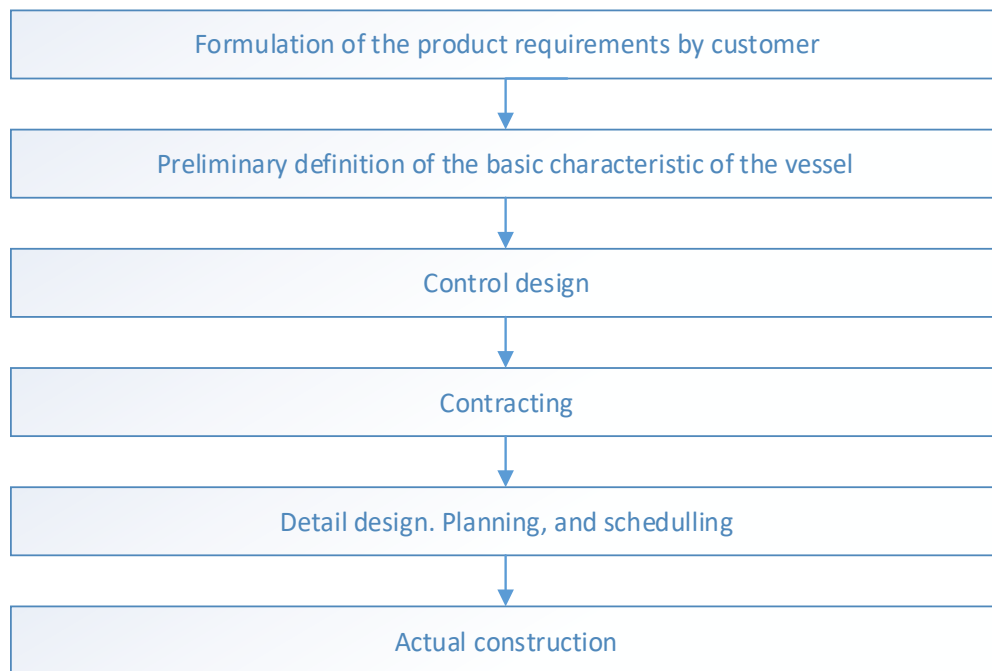 Formulation of the product requirements by customer
Preliminary definition of the basic characteristic of the vessel
Control design
Contracting
Detail design. Planning, and schedulling
Actual construction